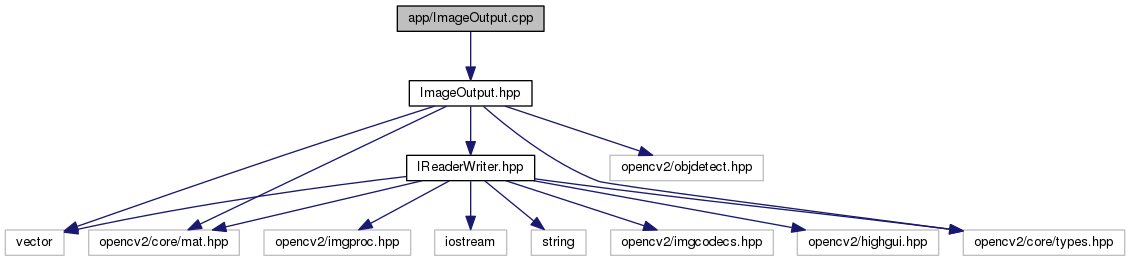 app/ImageOutput.cpp
ImageOutput.hpp
IReaderWriter.hpp
opencv2/objdetect.hpp
vector
opencv2/core/mat.hpp
opencv2/imgproc.hpp
iostream
string
opencv2/imgcodecs.hpp
opencv2/highgui.hpp
opencv2/core/types.hpp